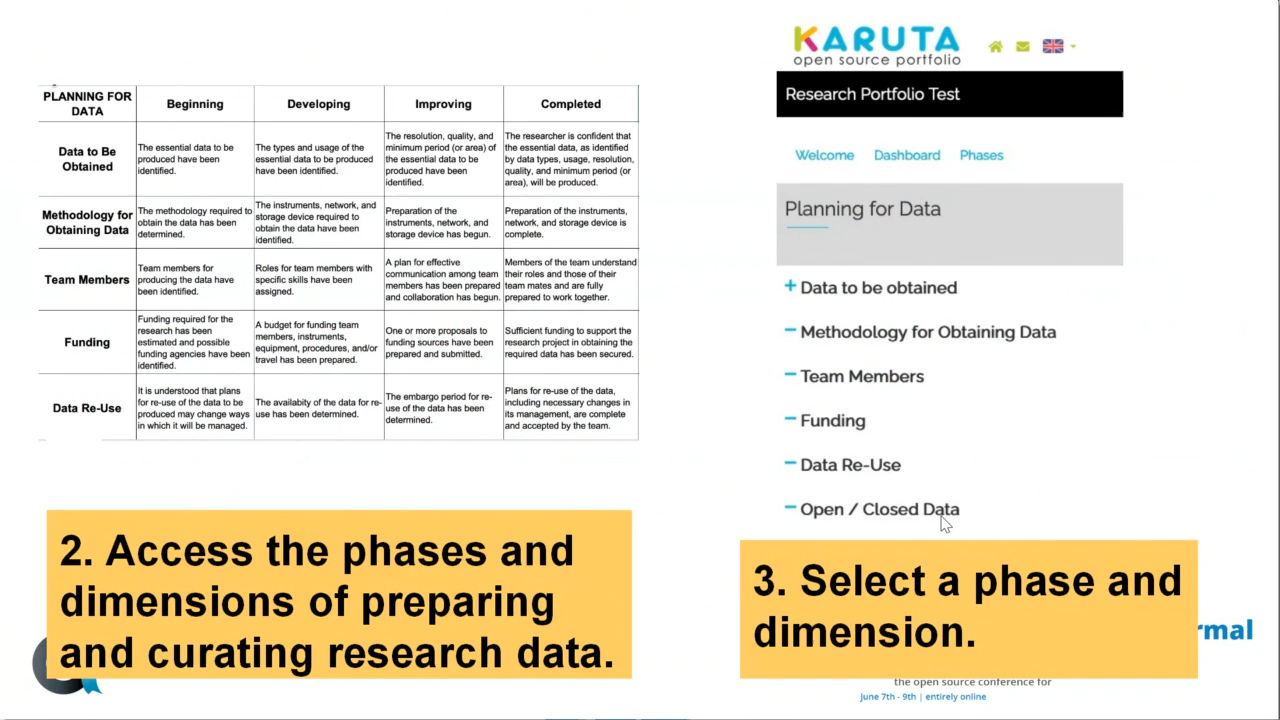 PLANNING FOR
DATA
Beginning
Developing
Improving
Completed
Data to Be
Obtained
The essential data to be
produced have been
identified.
The types and usage of the
essential data to be produced
have been identified.
The resolution, quality, and
minimum period (or area) of
the essential data to be
produced have been
identified.
The researcher is confident that
the essential data, as identified
by data types, usage, resolution,
quality, and minimum period (or
area), will be produced.
Methodology for
Obtaining Data
The methodology required to
obtain the data has been
determined.
The instruments, network, and
storage device required to
obtain the data have been
identified.
Preparation of the
instruments, network, and
storage device has begun.
Preparation of the instruments,
network, and storage device is
complete.
Team Members
Team members for
producing the data have
been identified.
Roles for team members with
specific skills have been
assigned.
A plan for effective
communication among team
members has been prepared
and collaboration has begun.
Members of the team understand
their roles and those of their
team mates and are fully
prepared to work together.
Funding
Funding required for the
research has been
estimated and possible
funding agencies have been
identified.
A budget for funding team
members, instruments,
equipment, procedures, and/or
travel has been prepared.
One or more proposals to
funding sources have been
prepared and submitted.
Sufficient funding to support the
research project in obtaining the
required data has been secured.
Data Re-Use
It is understood that plans
for re-use of the data to be
produced may change ways
in which it will be managed.
The availabity of the data for re-
use has been determined.
The embargo period for re-
use of the data has been
determined.
Plans for re-use of the data,
including necessary changes in
its management, are complete
and accepted by the team.
2. Access the phases and
dimensions of preparing
and curating research data.
KARUTA
open source portfolio
Research Portfolio Test
Welcome Dashboard Phases
Planning for Data
+ Data to be obtained
– Methodology for Obtaining Data
– Team Members
– Funding
– Data Re-Use
– Open / Closed Data
3. Select a phase and
dimension.
rmal
the open source conference for
June 7th - 9th | entirely online